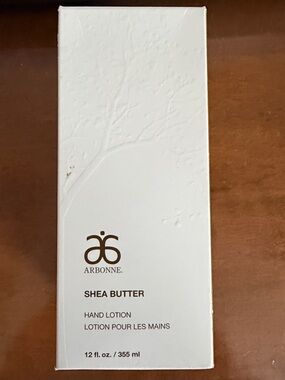 ARBONNE.
SHEA BUTTER
HAND LOTION
LOTION POUR LES MAINS
12 fl. oz. / 355 ml